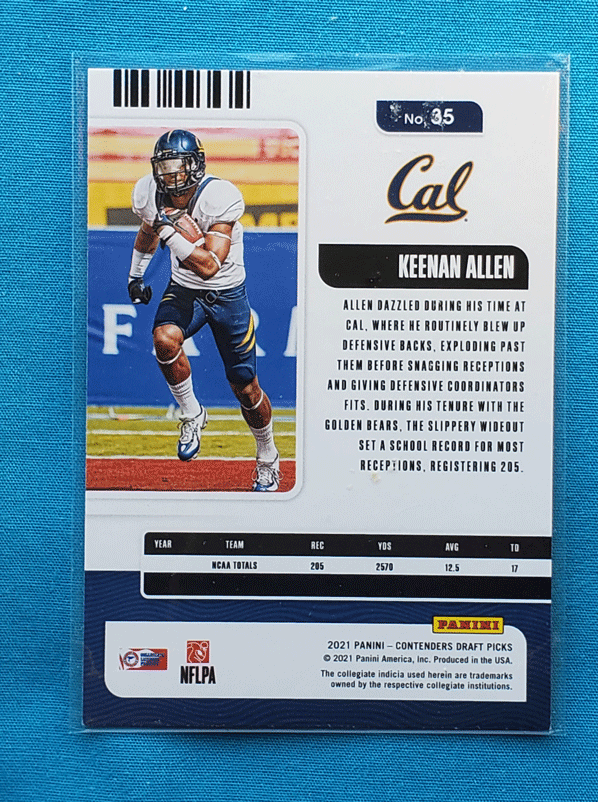 No. 35
Cal
KEENAN ALLEN
ALLEN DAZZLED DURING HIS TIME AT
CAL, WHERE HE ROUTINELY BLEW UP
DEFENSIVE BACKS, EXPLODING PAST
THEM BEFORE SNAGGING RECEPTIONS
AND GIVING DEFENSIVE COORDINATORS
FITS. DURING HIS TENURE WITH THE
GOLDEN BEARS, THE SLIPPERY WIDEOUT
SET A SCHOOL RECORD FOR MOST
RECEPTIONS, REGISTERING 205.
YEAR TEAM REC YDS AVG TD
NCAA TOTALS 205 2570 12.5 17
PANINI
2021 PANINI – CONTENDERS DRAFT PICKS
© 2021 Panini America, Inc. Produced in the USA.
The collegiate indicia used herein are trademarks
owned by the respective collegiate institutions.
NFLPA